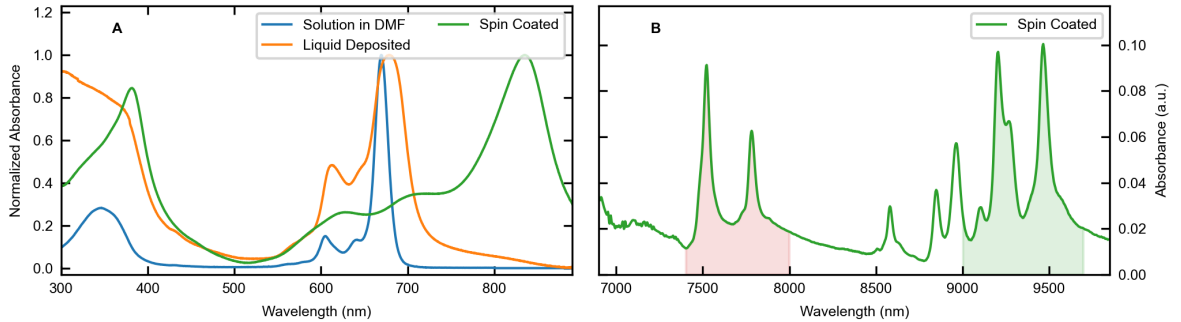 A
Solution in DMF
Liquid Deposited
Spin Coated
Normalized Absorbance
1.2
1.0
0.8
0.6
0.4
0.2
0.0
300 400 500 600 700 800
Wavelength (nm)
B
Spin Coated
0.10
0.08
0.06
0.04
0.02
0.00
Absorbance (a.u.)
7000 7500 8000 8500 9000 9500
Wavelength (nm)